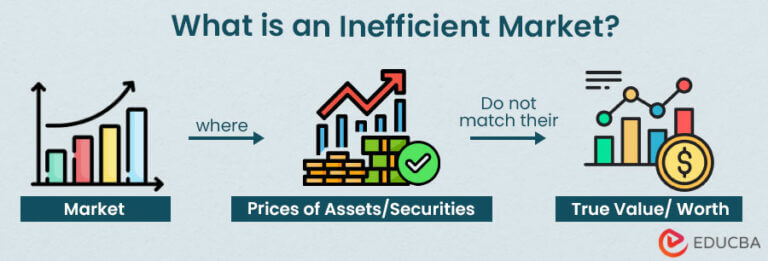 What is an Inefficient Market?
where
Do not
match their
$
Market
Prices of Assets/Securities
True Value/ Worth
EDUCBA